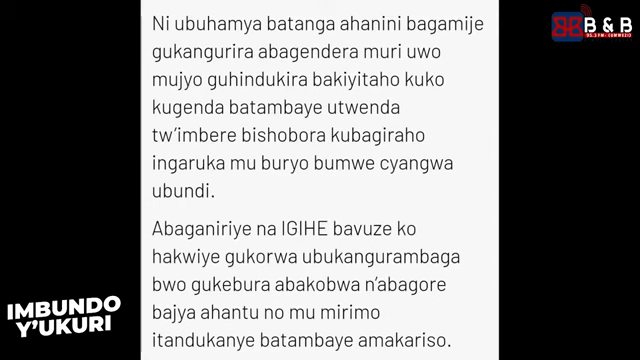 Ni ubuhamya batanga ahanini bagamije
gukangurira abagendera muri uwo
mujyo guhindukira bakiyitaho kuko
kugenda batambaye utwenda
tw'imbere bishobora kubagiraho
ingaruka mu buryo bumwe cyangwa
ubundi.
Abaganiriye na IGIHE bavuze ko
hakwiye gukorwa ubukangurambaga
bwo gukebura abakobwa n'abagore
bajya ahantu no mu mirimo
itandukanye batambaye amakariso.
IMBUNDO
Y'UKURI
B & B